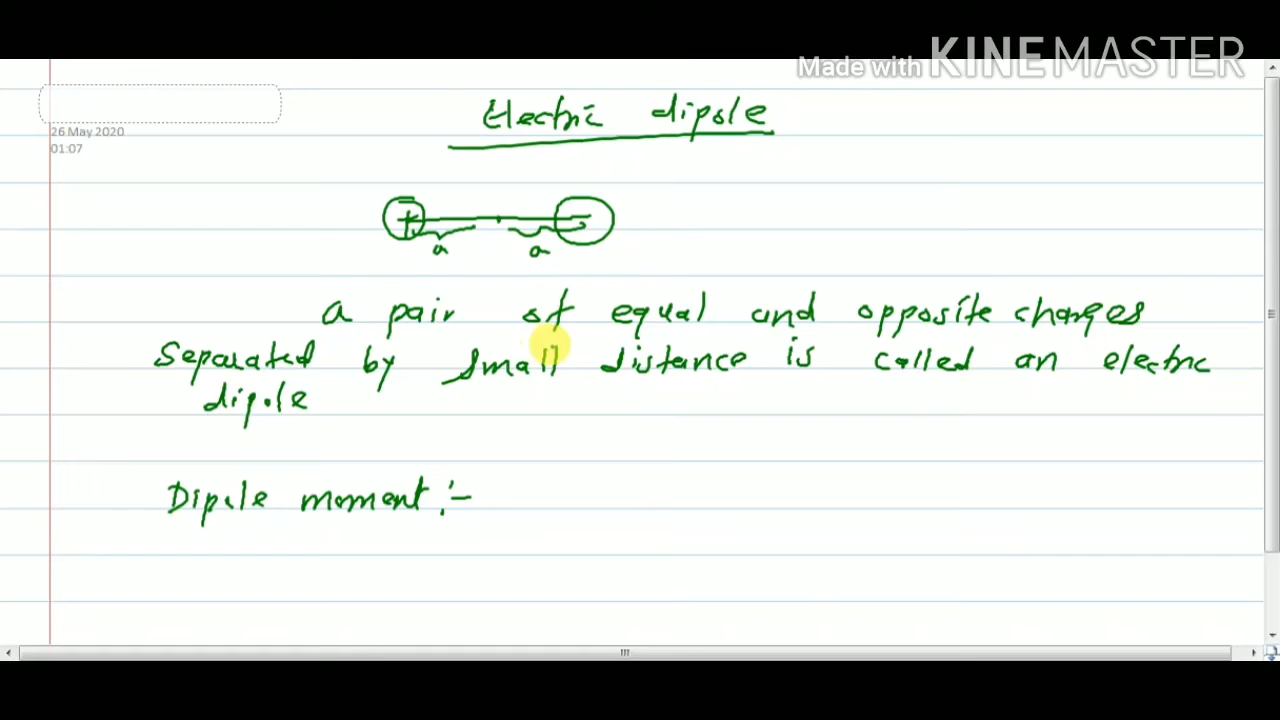 Made with KINEMASTER
26 May 2020
01:07
Electric dipole
a a
a pair of equal and opposite charges
Separated by small distance is called an electric
dipole
Dipole moment :-